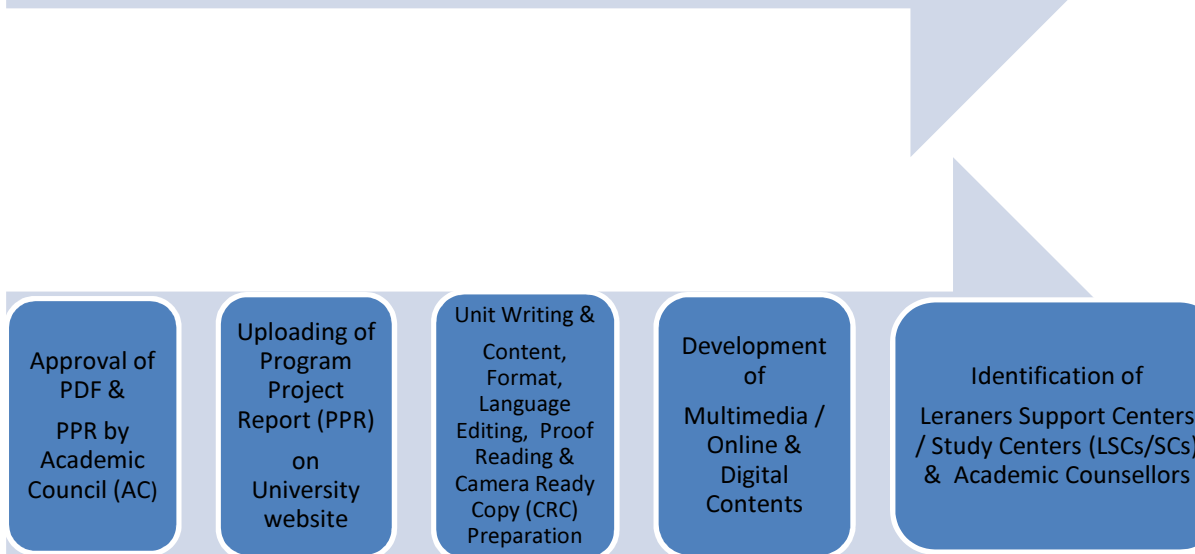 Approval of
PDF &
PPR by
Academic
Council (AC)
Uploading of
Program
Project
Report (PPR)
on
University
website
Unit Writing &
Content,
Format,
Language
Editing, Proof
Reading &
Camera Ready
Copy (CRC)
Preparation
Development
of
Multimedia /
Online &
Digital
Contents
Identification of
Leraners Support Centers
/ Study Centers (LSCs/SCs)
& Academic Counsellors